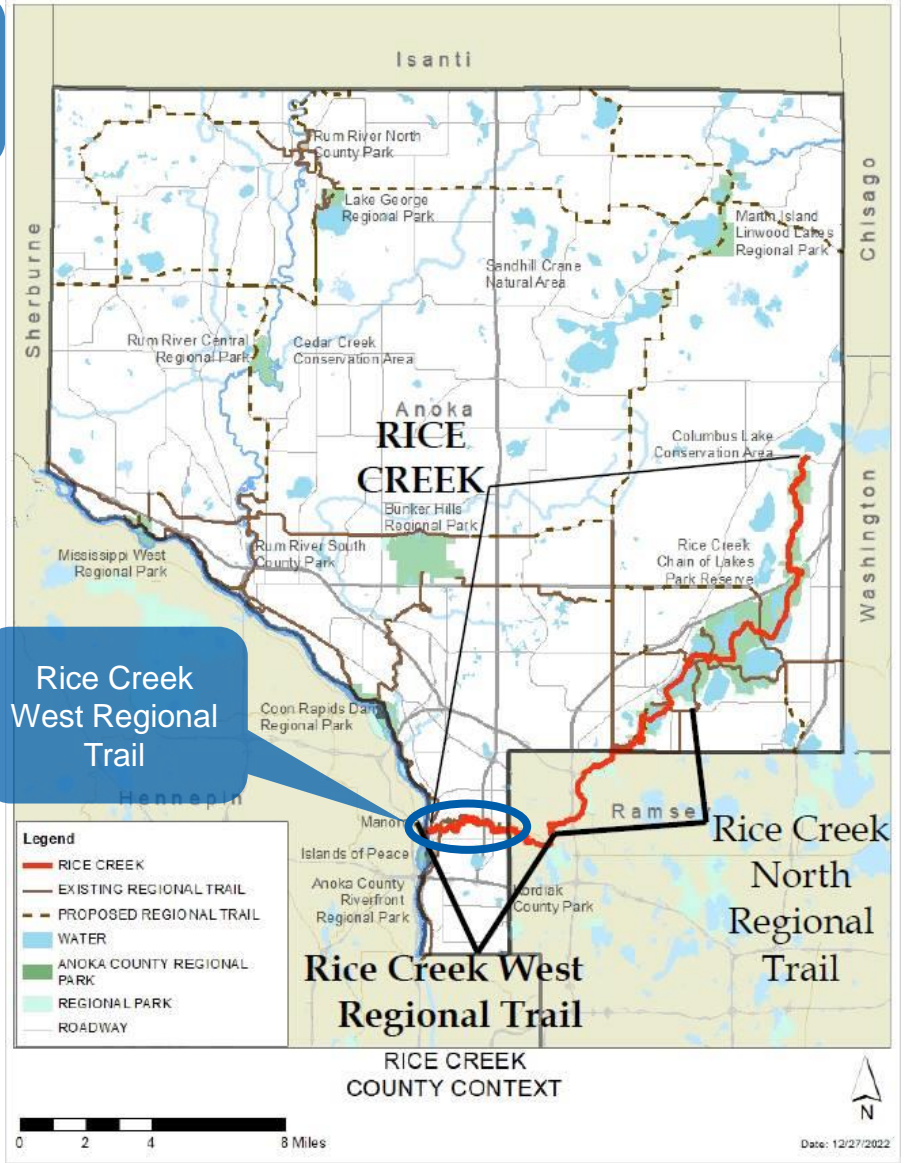 Isanti
Rum River North
County Park
Lake George
Regional Park
Chisago
Martin Island
Linwood Lakes
Regional Park
Sherburne
Sandhill Crane
Natural Area
Rum River Central
Regional Park
Cedar Creek
Conservation Area
Anoka
RICE
CREEK
Columbus Lake
Conservation Area
Washington
Bunker Hills
Regional Park
Mississippi West
Regional Park
Rum River South
County Park
Rice Creek
Chain of Lakes
Park Reserve
Rice Creek
West Regional
Trail
Coon Rapids Dam
Regional Park
Hennepin
Ramsey
Manor
Islands of Peace
Anoka County
Riverfront
Regional Park
Kordiak
County Park
Rice Creek
North
Regional
Trail
Rice Creek West
Regional Trail
Legend
RICE CREEK
EXISTING REGIONAL TRAIL
PROPOSED REGIONAL TRAIL
WATER
ANOKA COUNTY REGIONAL
PARK
REGIONAL PARK
ROADWAY
RICE CREEK
COUNTY CONTEXT
N
0 2 4 8 Miles
Date: 12/27/2022